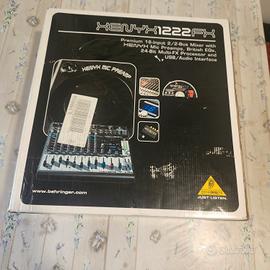 XENYX1222FX
Premium 16-Input 2/2-Bus Mixer with
XENYX Mic Preamps, British EQs,
24-Bit Multi-FX Processor and
USB/Audio Interface
XENYX MIC PREAMP
www.behringer.com
JUST LISTEN.
subito